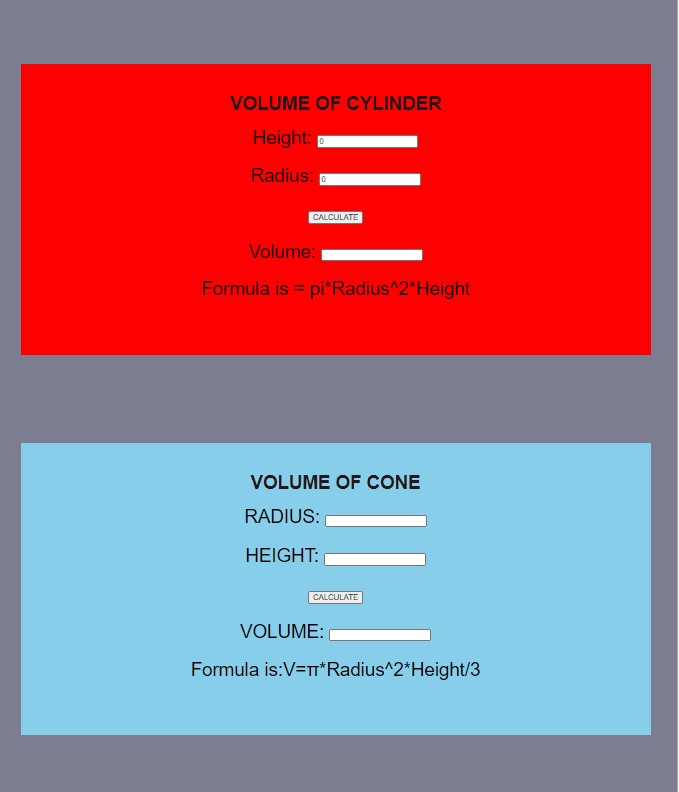 VOLUME OF CYLINDER
Height: 0
Radius: 0
CALCULATE
Volume:
Formula is = pi*Radius^2*Height
VOLUME OF CONE
RADIUS:
HEIGHT:
CALCULATE
VOLUME:
Formula is:V=π*Radius^2*Height/3